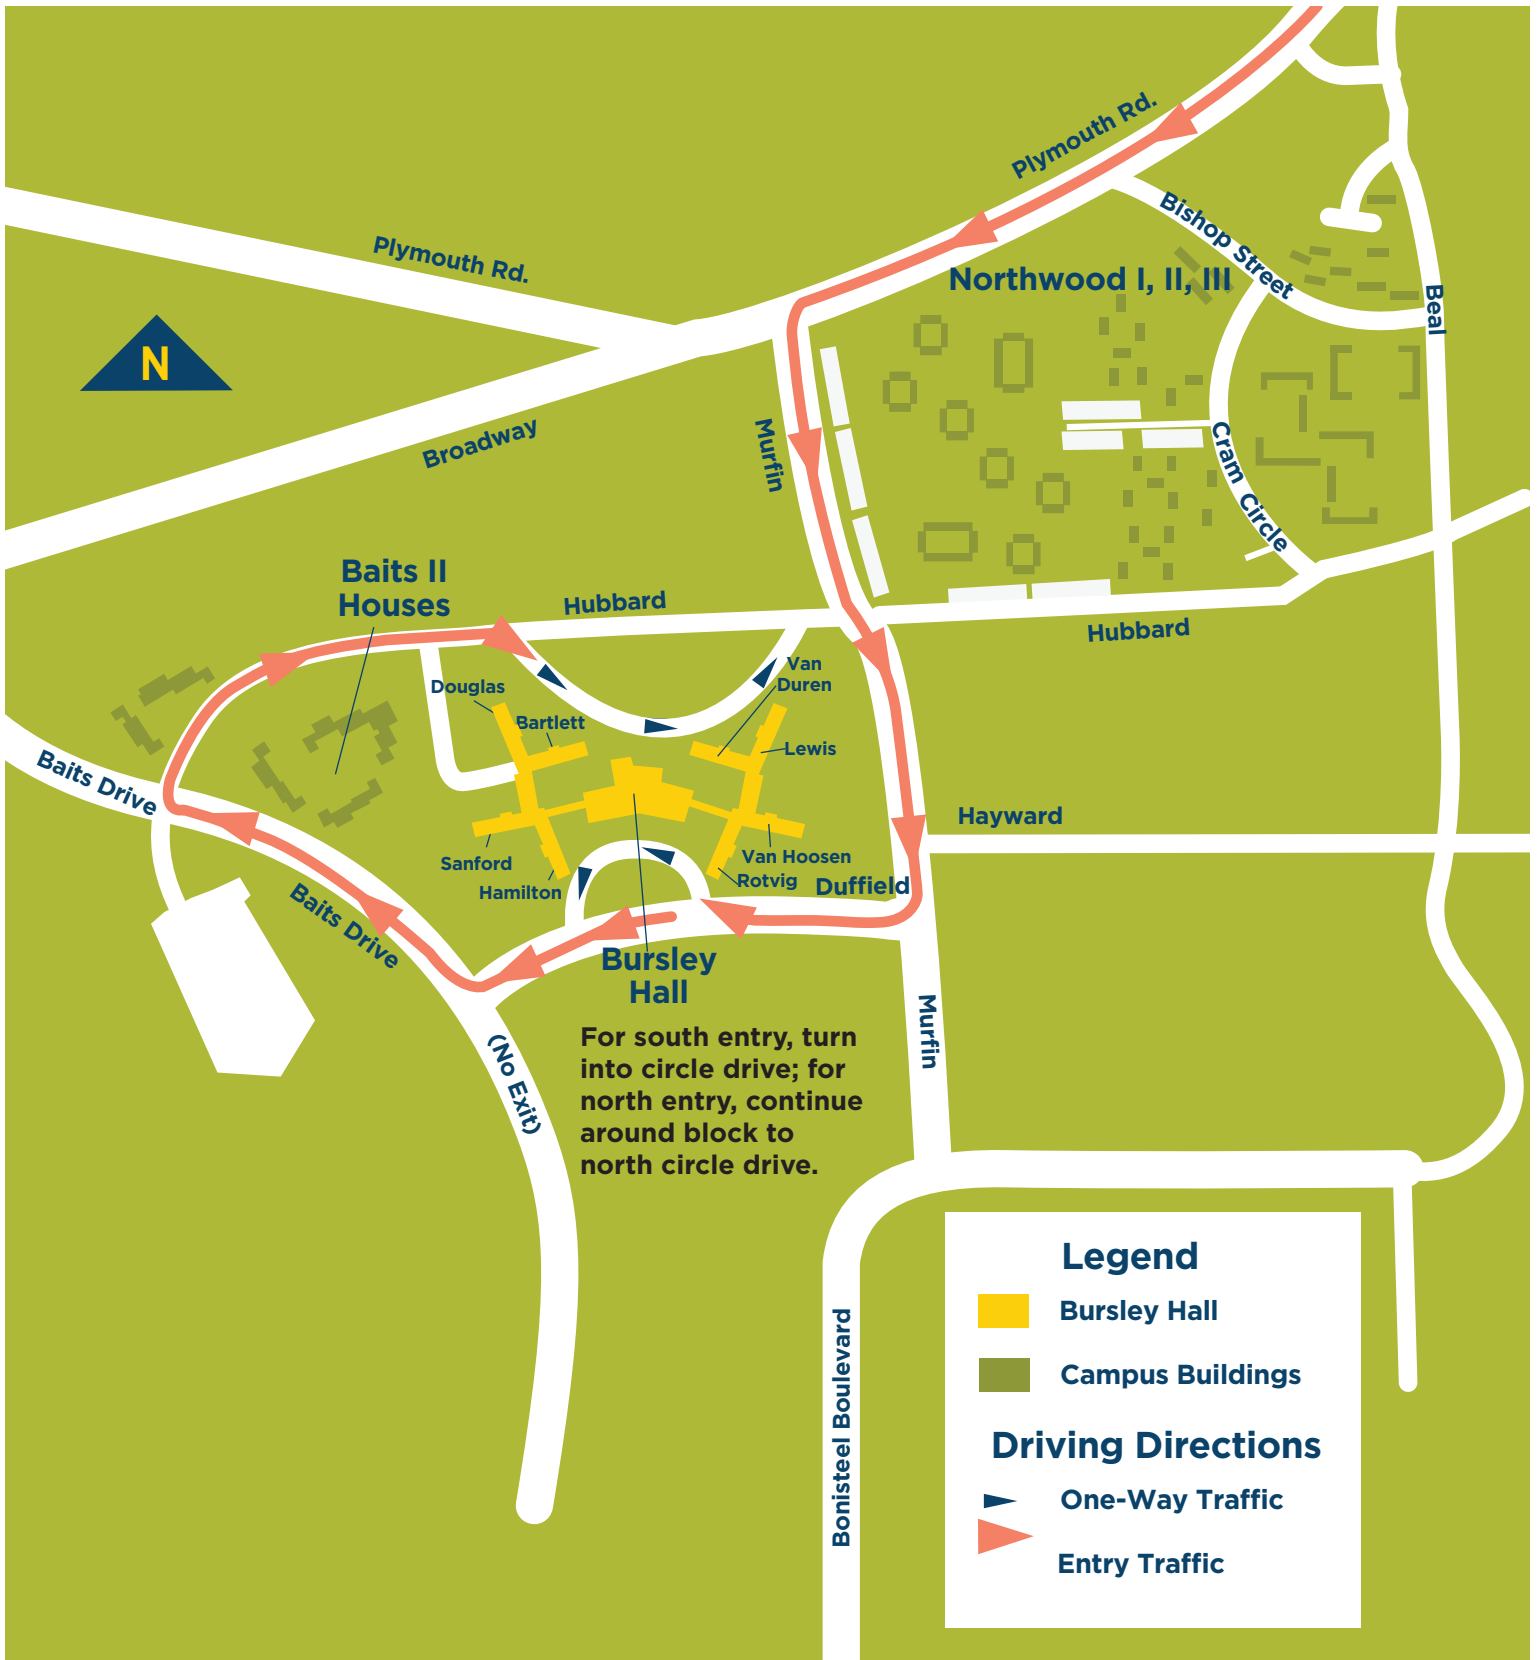 Plymouth Rd.
Bishop Street
Plymouth Rd.
Northwood I, II, III
Beal
N
Broadway
Murfin
Cram Circle
Baits II
Houses
Hubbard
Hubbard
Van
Duren
Douglas
Bartlett
Lewis
Baits Drive
Hayward
Sanford
Hamilton
Van Hoosen
Rotvig
Duffield
Baits Drive
Bursley
Hall
Murfin
(No Exit)
For south entry, turn
into circle drive; for
north entry, continue
around block to
north circle drive.
Bonisteel Boulevard
Legend
Bursley Hall
Campus Buildings
Driving Directions
One-Way Traffic
Entry Traffic